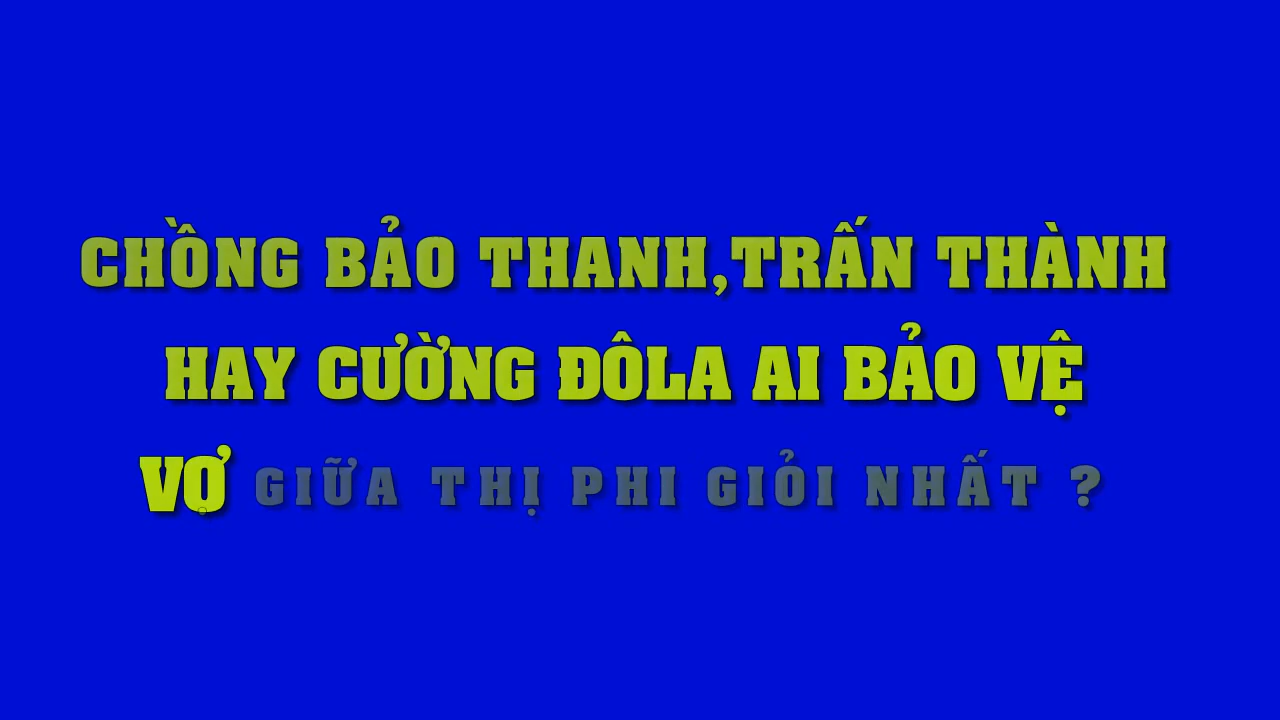 CHỒNG BẢO THANH,TRẤN THÀNH
HAY CƯỜNG ĐÔLA AI BẢO VỆ
VỢ GIỮA THỊ PHI GIỎI NHẤT ?